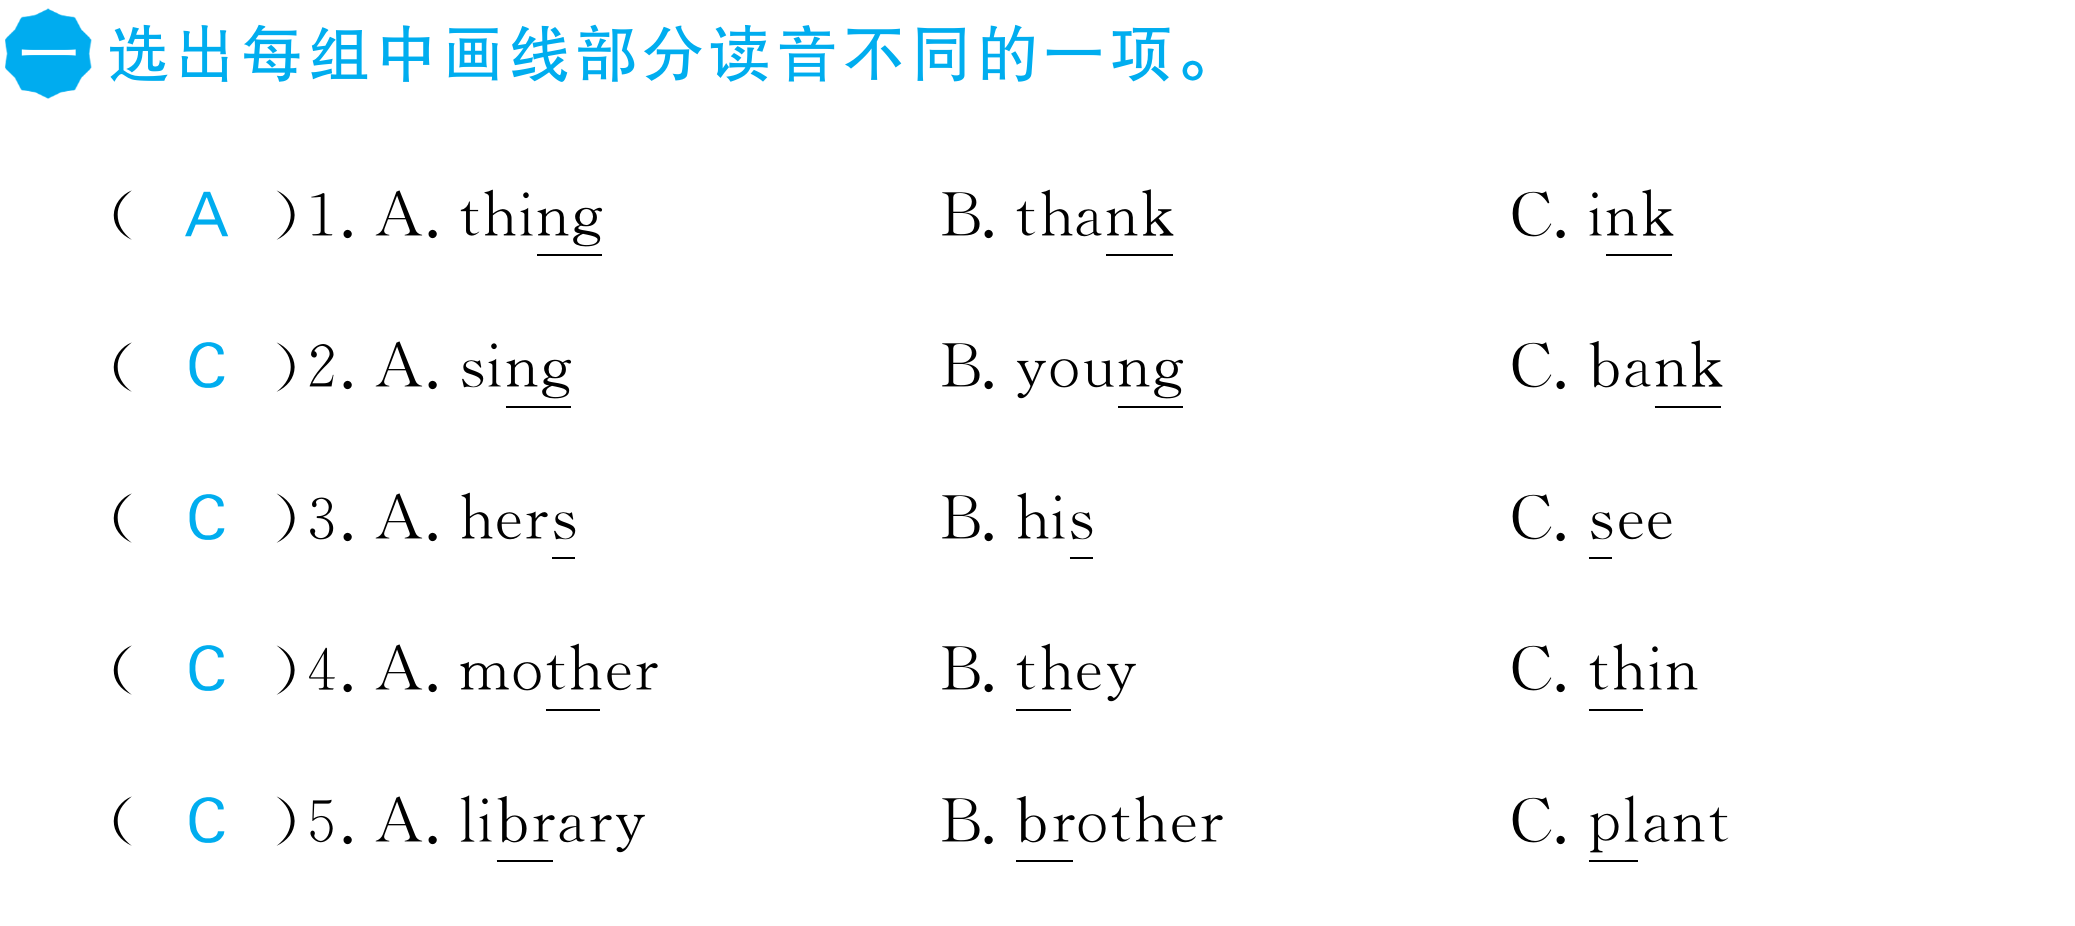 一 选出每组中画线部分读音不同的一项。
( A )1. A. thing B. thank C. ink
( C )2. A. sing B. young C. bank
( C )3. A. hers B. his C. see
( C )4. A. mother B. they C. thin
( C )5. A. library B. brother C. plant